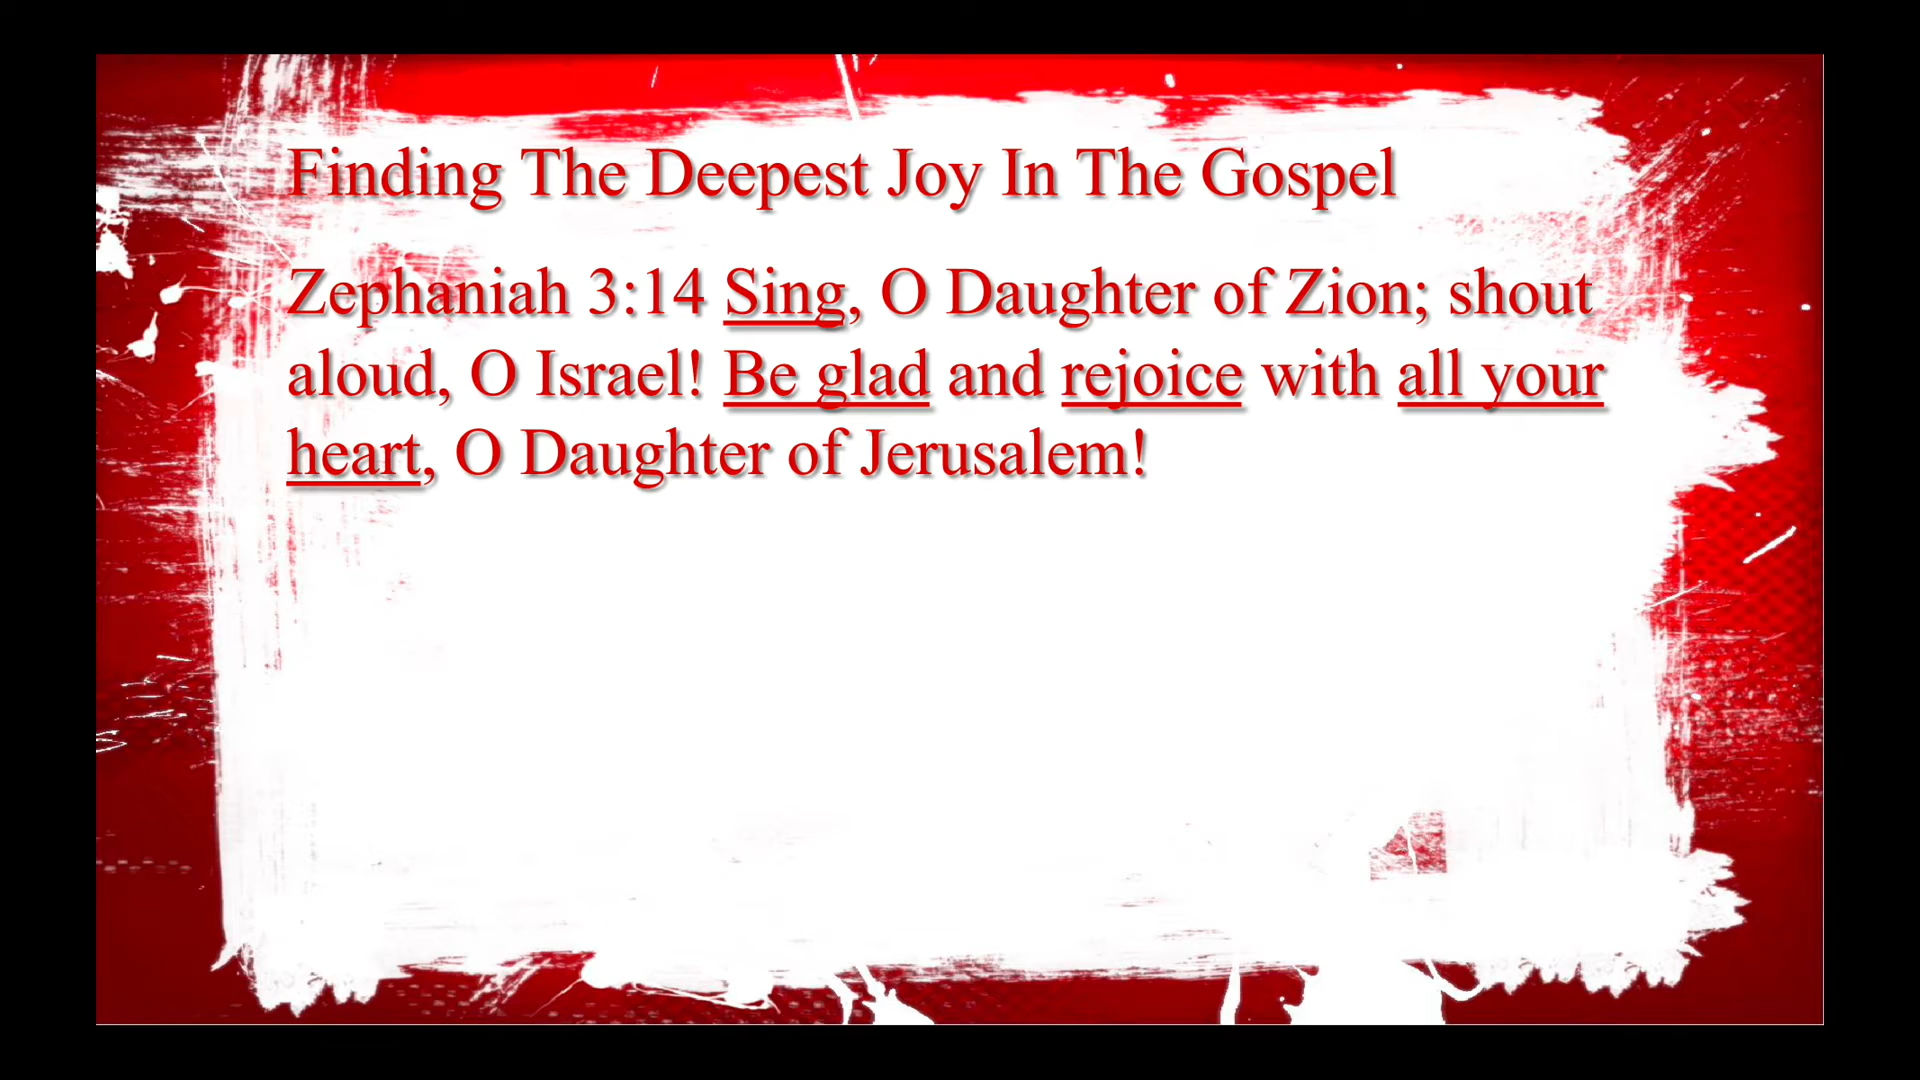 Finding The Deepest Joy In The Gospel
Zephaniah 3:14 Sing, O Daughter of Zion; shout
aloud, O Israel! Be glad and rejoice with all your
heart, O Daughter of Jerusalem!